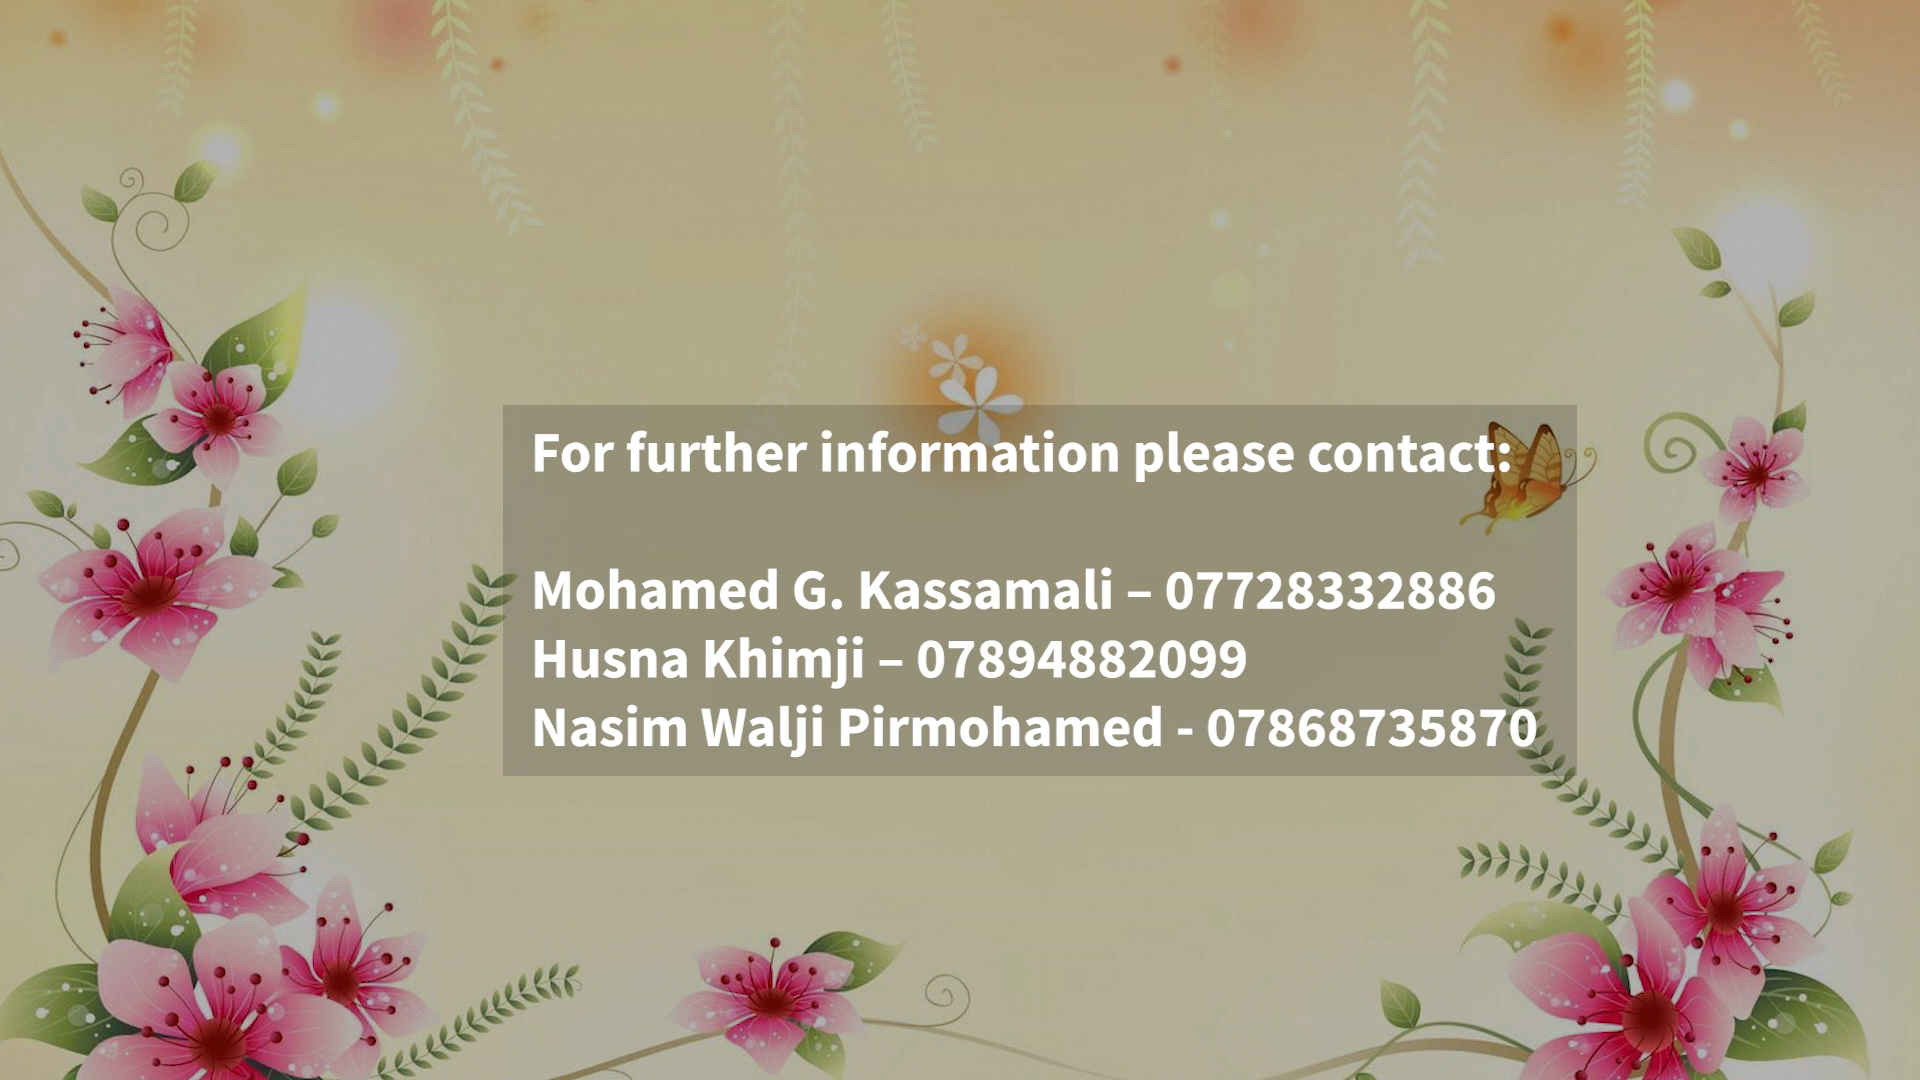 For further information please contact:
Mohamed G. Kassamali – 07728332886
Husna Khimji – 07894882099
Nasim Walji Pirmohamed - 07868735870